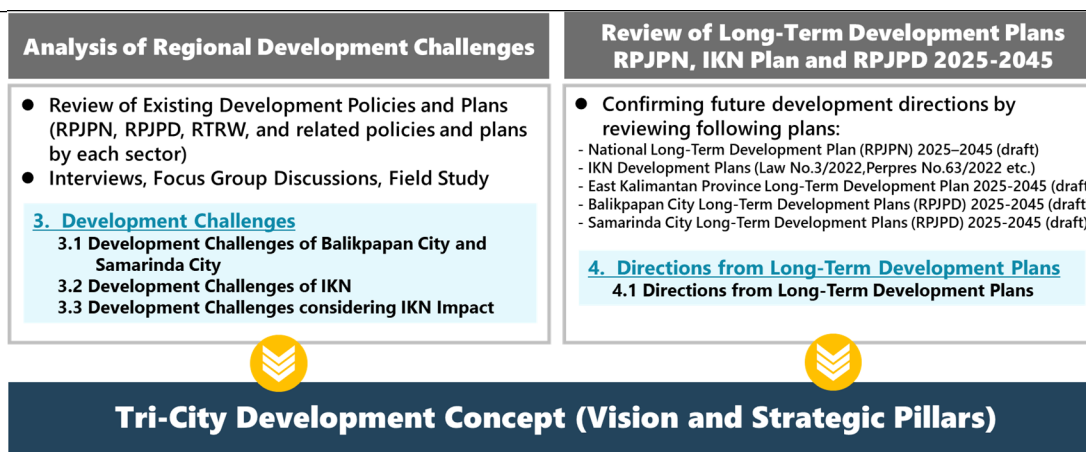 Analysis of Regional Development Challenges
● Review of Existing Development Policies and Plans
(RPJPN, RPJPD, RTRW, and related policies and plans
by each sector)
● Interviews, Focus Group Discussions, Field Study
3. Development Challenges
3.1 Development Challenges of Balikpapan City and
Samarinda City
3.2 Development Challenges of IKN
3.3 Development Challenges considering IKN Impact
Review of Long-Term Development Plans
RPJPN, IKN Plan and RPJPD 2025-2045
● Confirming future development directions by
reviewing following plans:
- National Long-Term Development Plan (RPJPN) 2025–2045 (draft)
- IKN Development Plans (Law No.3/2022,Perpres No.63/2022 etc.)
- East Kalimantan Province Long-Term Development Plan 2025-2045 (draft
- Balikpapan City Long-Term Development Plans (RPJPD) 2025-2045 (draft
- Samarinda City Long-Term Development Plans (RPJPD) 2025-2045 (draft)
4. Directions from Long-Term Development Plans
4.1 Directions from Long-Term Development Plans
Tri-City Development Concept (Vision and Strategic Pillars)